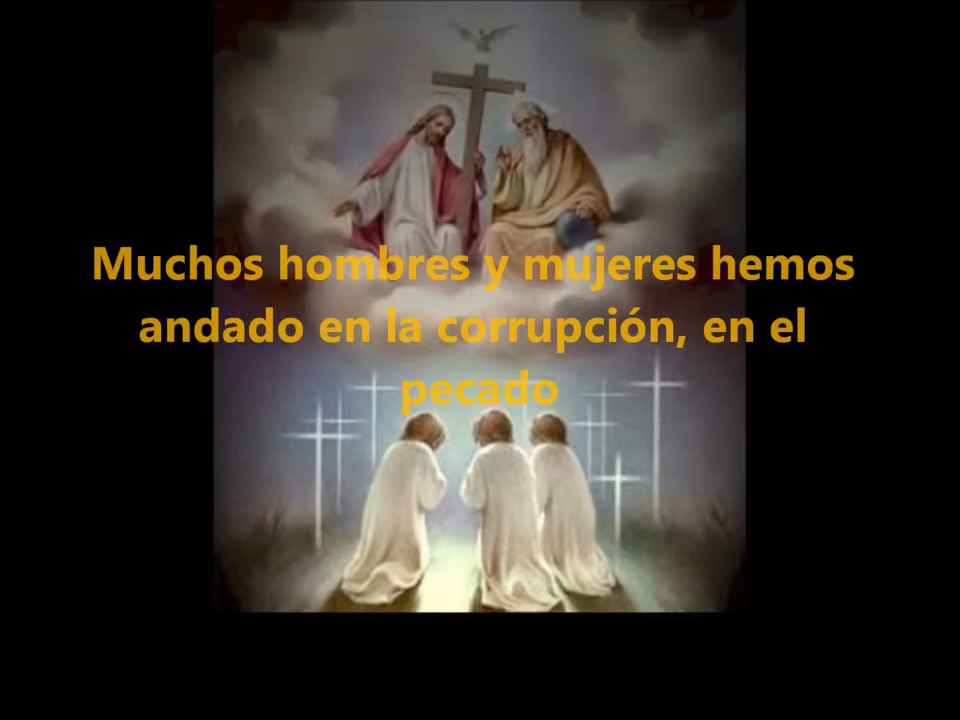 Muchos hombres y mujeres hemos
andado en la corrupción, en el
pecado